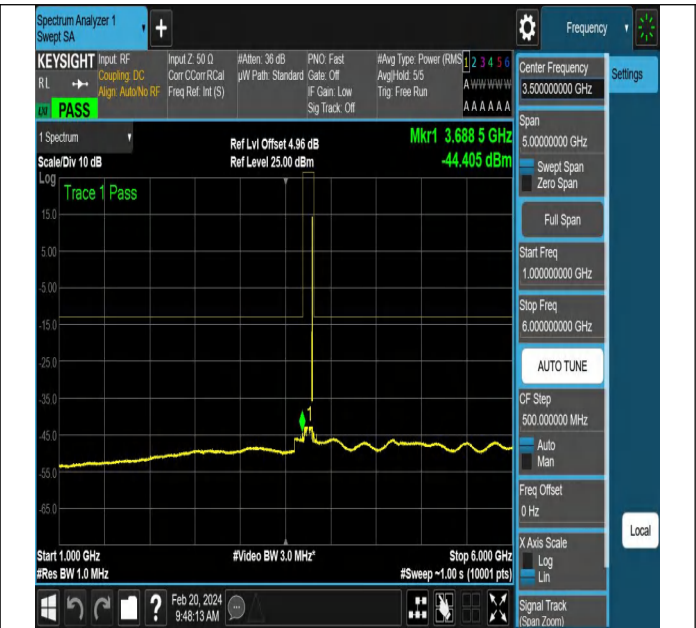 Spectrum Analyzer 1
Swept SA
Frequency
KEYSIGHT
RL
PASS
Input: RF
Coupling: DC
Align: Auto/No RF
Input Z: 50 Ω
Corr CCorr RCal
Freq Ref: Int (S)
#Atten: 36 dB
µW Path: Standard
PNO: Fast
Gate: Off
IF Gain: Low
Sig Track: Off
#Avg Type: Power (RMS
Avg|Hold: 5/5
Trig: Free Run
1 2 3 4 5 6
A W W W W W
A A A A A A
1 Spectrum
Scale/Div 10 dB
Ref Lvl Offset 4.96 dB
Ref Level 25.00 dBm
Mkr1 3.688 5 GHz
-44.405 dBm
Log
Trace 1 Pass
15.0
5.00
-5.00
-15.0
-25.0
-35.0
-45.0
-55.0
-65.0
1
Start 1.000 GHz
#Res BW 1.0 MHz
#Video BW 3.0 MHz*
Stop 6.000 GHz
#Sweep ~1.00 s (10001 pts)
Feb 20, 2024
9:48:13 AM
?
Center Frequency
3.500000000 GHz
Settings
Span
5.00000000 GHz
Swept Span
Zero Span
Full Span
Start Freq
1.000000000 GHz
Stop Freq
6.000000000 GHz
AUTO TUNE
CF Step
500.000000 MHz
Auto
Man
Freq Offset
0 Hz
X Axis Scale
Log
Lin
Local
Signal Track
(Span Zoom)